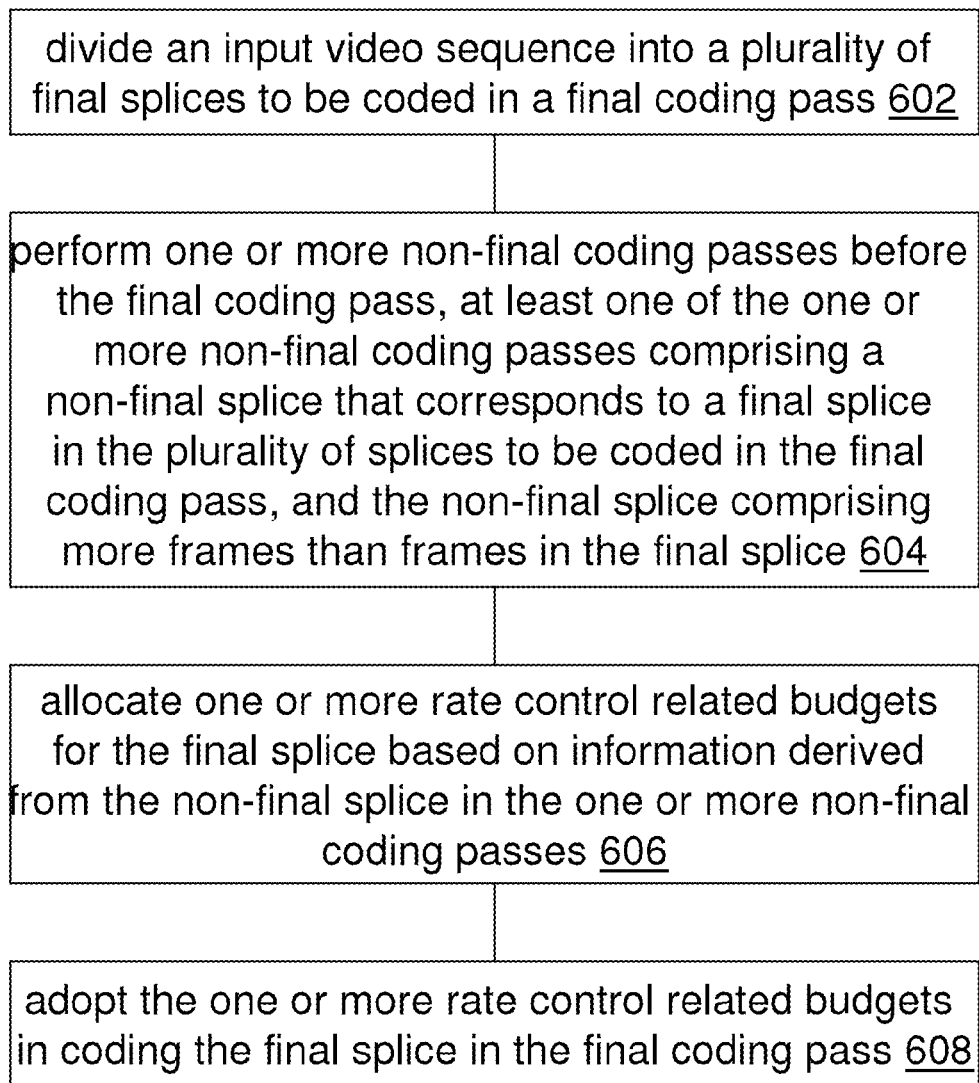 divide an input video sequence into a plurality of
final splices to be coded in a final coding pass 602
perform one or more non-final coding passes before
the final coding pass, at least one of the one or
more non-final coding passes comprising a
non-final splice that corresponds to a final splice
in the plurality of splices to be coded in the final
coding pass, and the non-final splice comprising
more frames than frames in the final splice 604
allocate one or more rate control related budgets
for the final splice based on information derived
from the non-final splice in the one or more non-final
coding passes 606
adopt the one or more rate control related budgets
in coding the final splice in the final coding pass 608